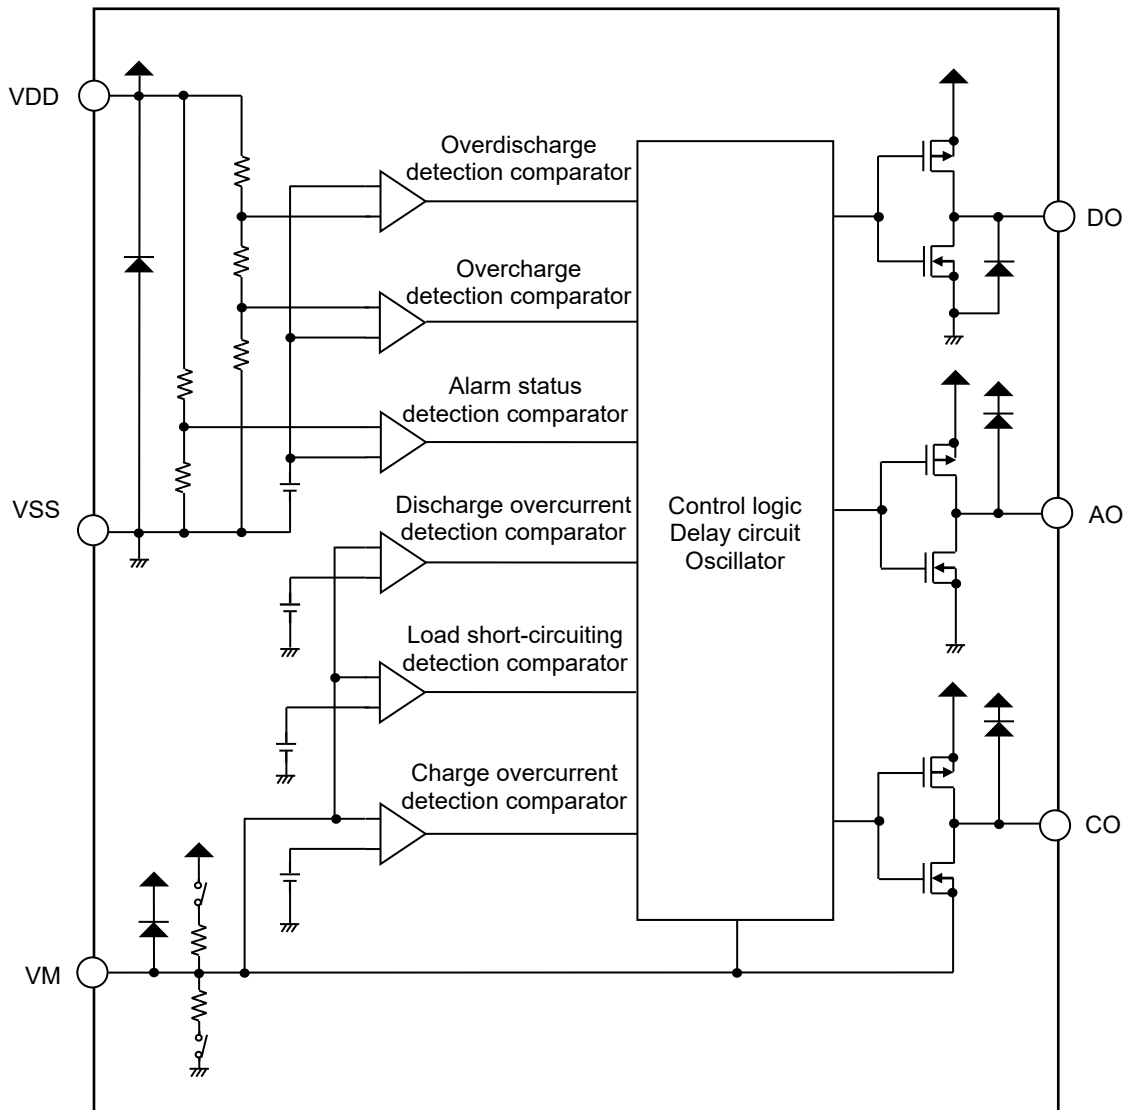 VDD
Overdischarge
detection comparator
DO
Overcharge
detection comparator
Alarm status
detection comparator
VSS
Discharge overcurrent
detection comparator
Control logic
Delay circuit
Oscillator
AO
Load short-circuiting
detection comparator
Charge overcurrent
detection comparator
CO
VM